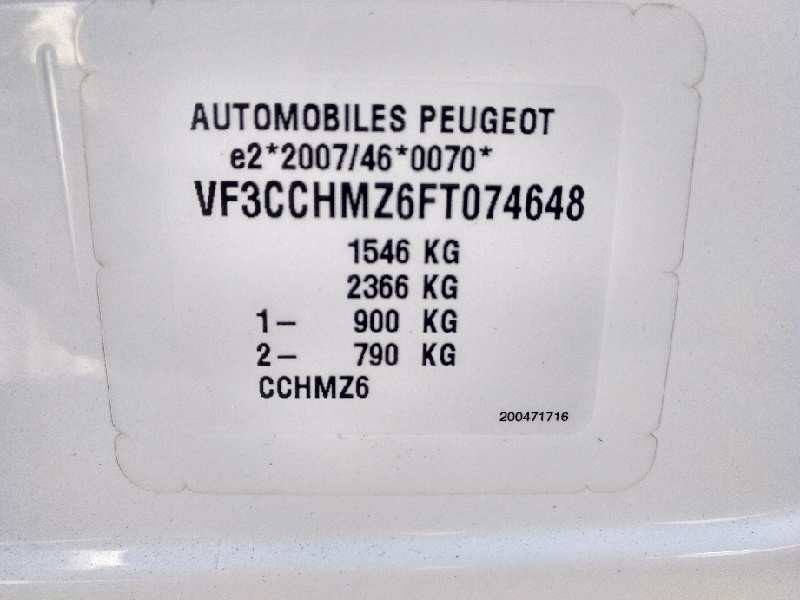 AUTOMOBILES PEUGEOT
e2*2007/46*0070*
VF3CCHMZ6FT074648
1546 KG
2366 KG
1– 900 KG
2– 790 KG
CCHMZ6
200471716